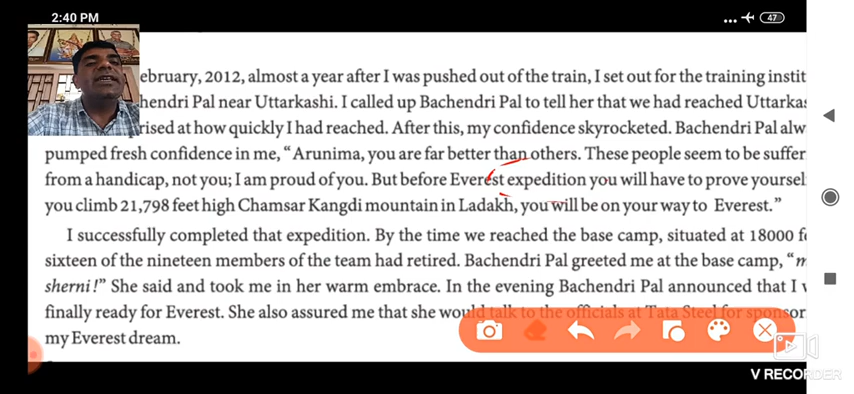 2:40 PM
47
ebruary, 2012, almost a year after I was pushed out of the train, I set out for the training instit
hendri Pal near Uttarkashi. I called up Bachendri Pal to tell her that we had reached Uttarkas
rised at how quickly I had reached. After this, my confidence skyrocketed. Bachendri Pal alw
pumped fresh confidence in me, “Arunima, you are far better than others. These people seem to be suffer
from a handicap, not you; I am proud of you. But before Everest expedition you will have to prove yoursel
you climb 21,798 feet high Chamsar Kangdi mountain in Ladakh, you will be on your way to Everest.”
I successfully completed that expedition. By the time we reached the base camp, situated at 18000 fe
sixteen of the nineteen members of the team had retired. Bachendri Pal greeted me at the base camp, “m
sherni!” She said and took me in her warm embrace. In the evening Bachendri Pal announced that I w
finally ready for Everest. She also assured me that she would talk to the officials at Tata Steel for sponsor
my Everest dream.
V RECORDER